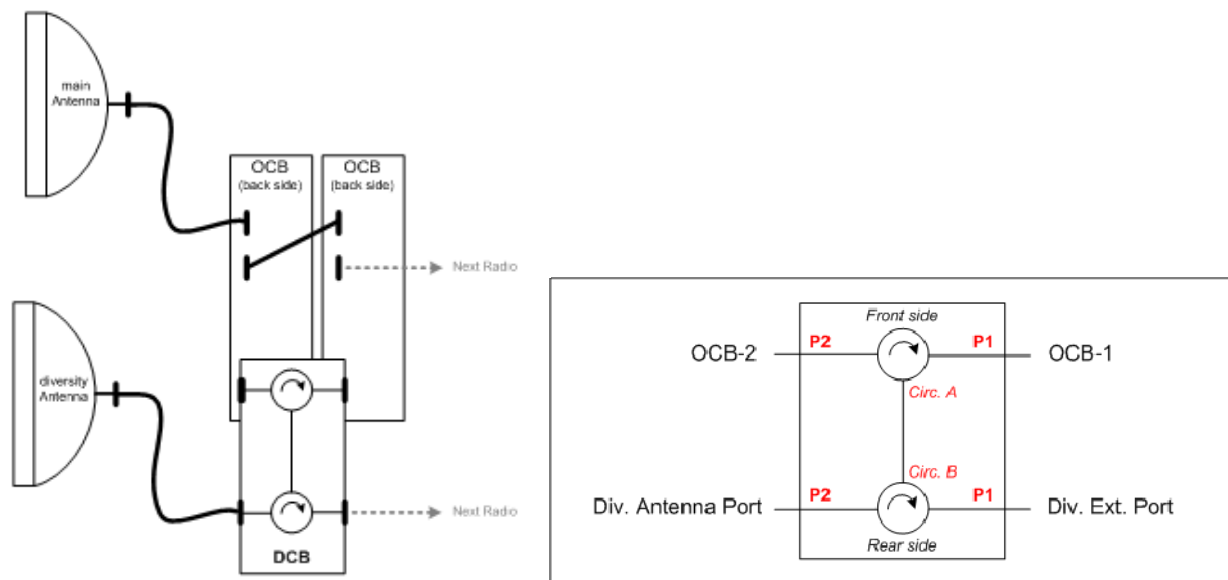 main
Antenna
OCB
(back side)
OCB
(back side)
Next Radio
diversity
Antenna
Next Radio
DCB
Front side
OCB-2
P2
P1
OCB-1
Circ. A
Circ. B
Div. Antenna Port
P2
P1
Div. Ext. Port
Rear side